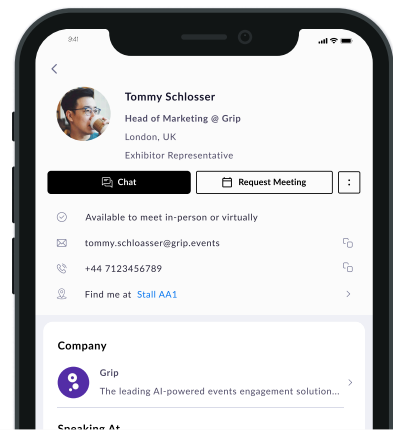 9:41
Tommy Schlosser
Head of Marketing @ Grip
London, UK
Exhibitor Representative
Chat
Request Meeting
Available to meet in-person or virtually
tommy.schloasser@grip.events
+44 7123456789
Find me at Stall AA1
Company
Grip
The leading AI-powered events engagement solution...
Speaking At